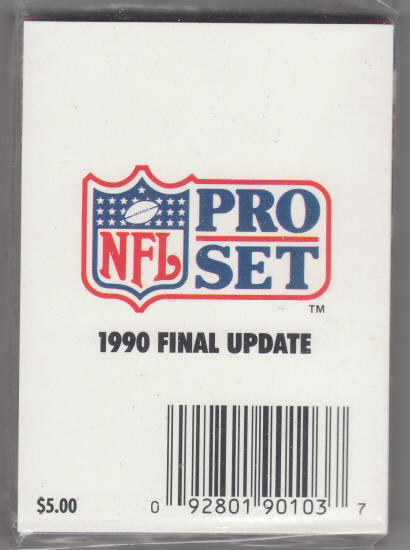 PRO
NFL SET
TM
1990 FINAL UPDATE
$5.00
0 92801 90103 7